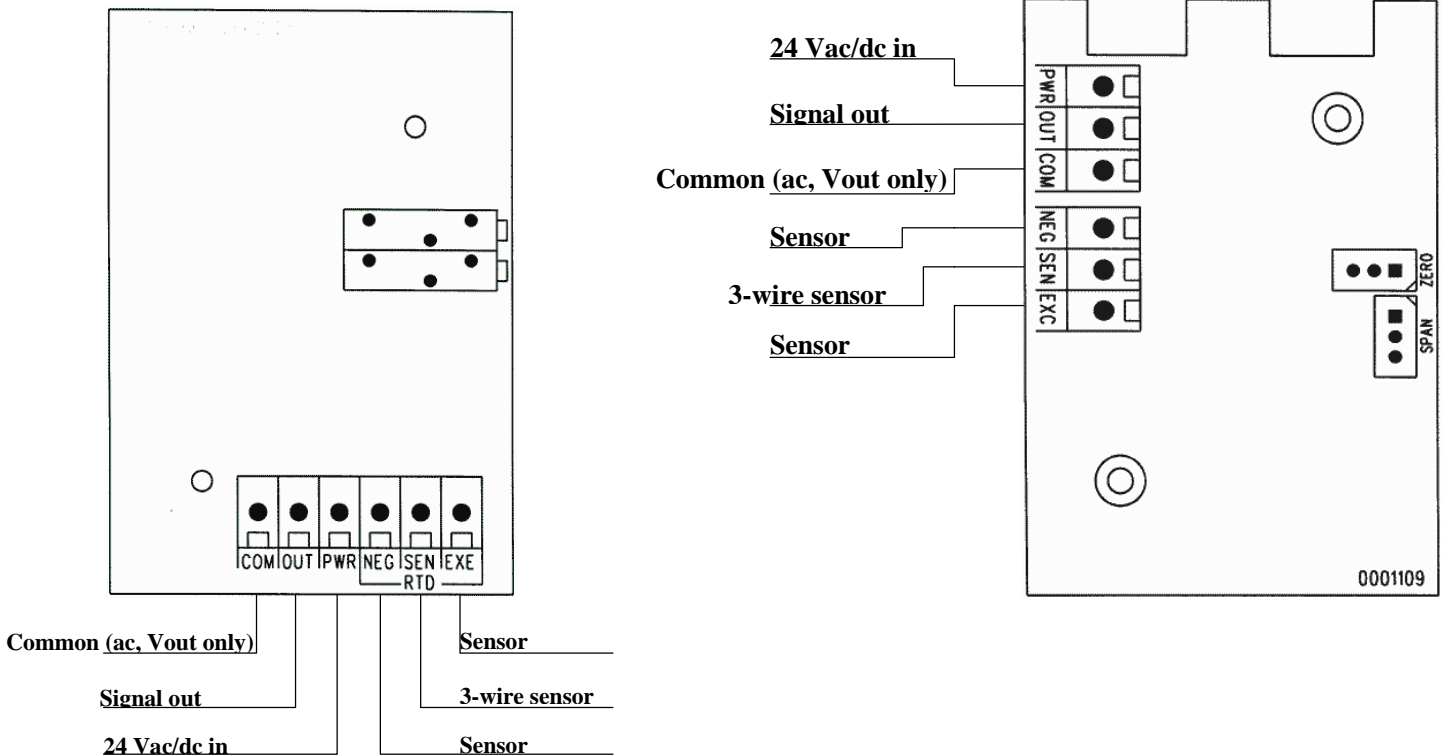 COM OUT PWR NEG SEN EXE
RTD
Common (ac, Vout only)
Signal out
24 Vac/dc in
Sensor
3-wire sensor
Sensor
24 Vac/dc in
Signal out
Common (ac, Vout only)
Sensor
3-wire sensor
Sensor
PWR
OUT
COM
NEG
SEN
EXC
ZERO
SPAN
0001109